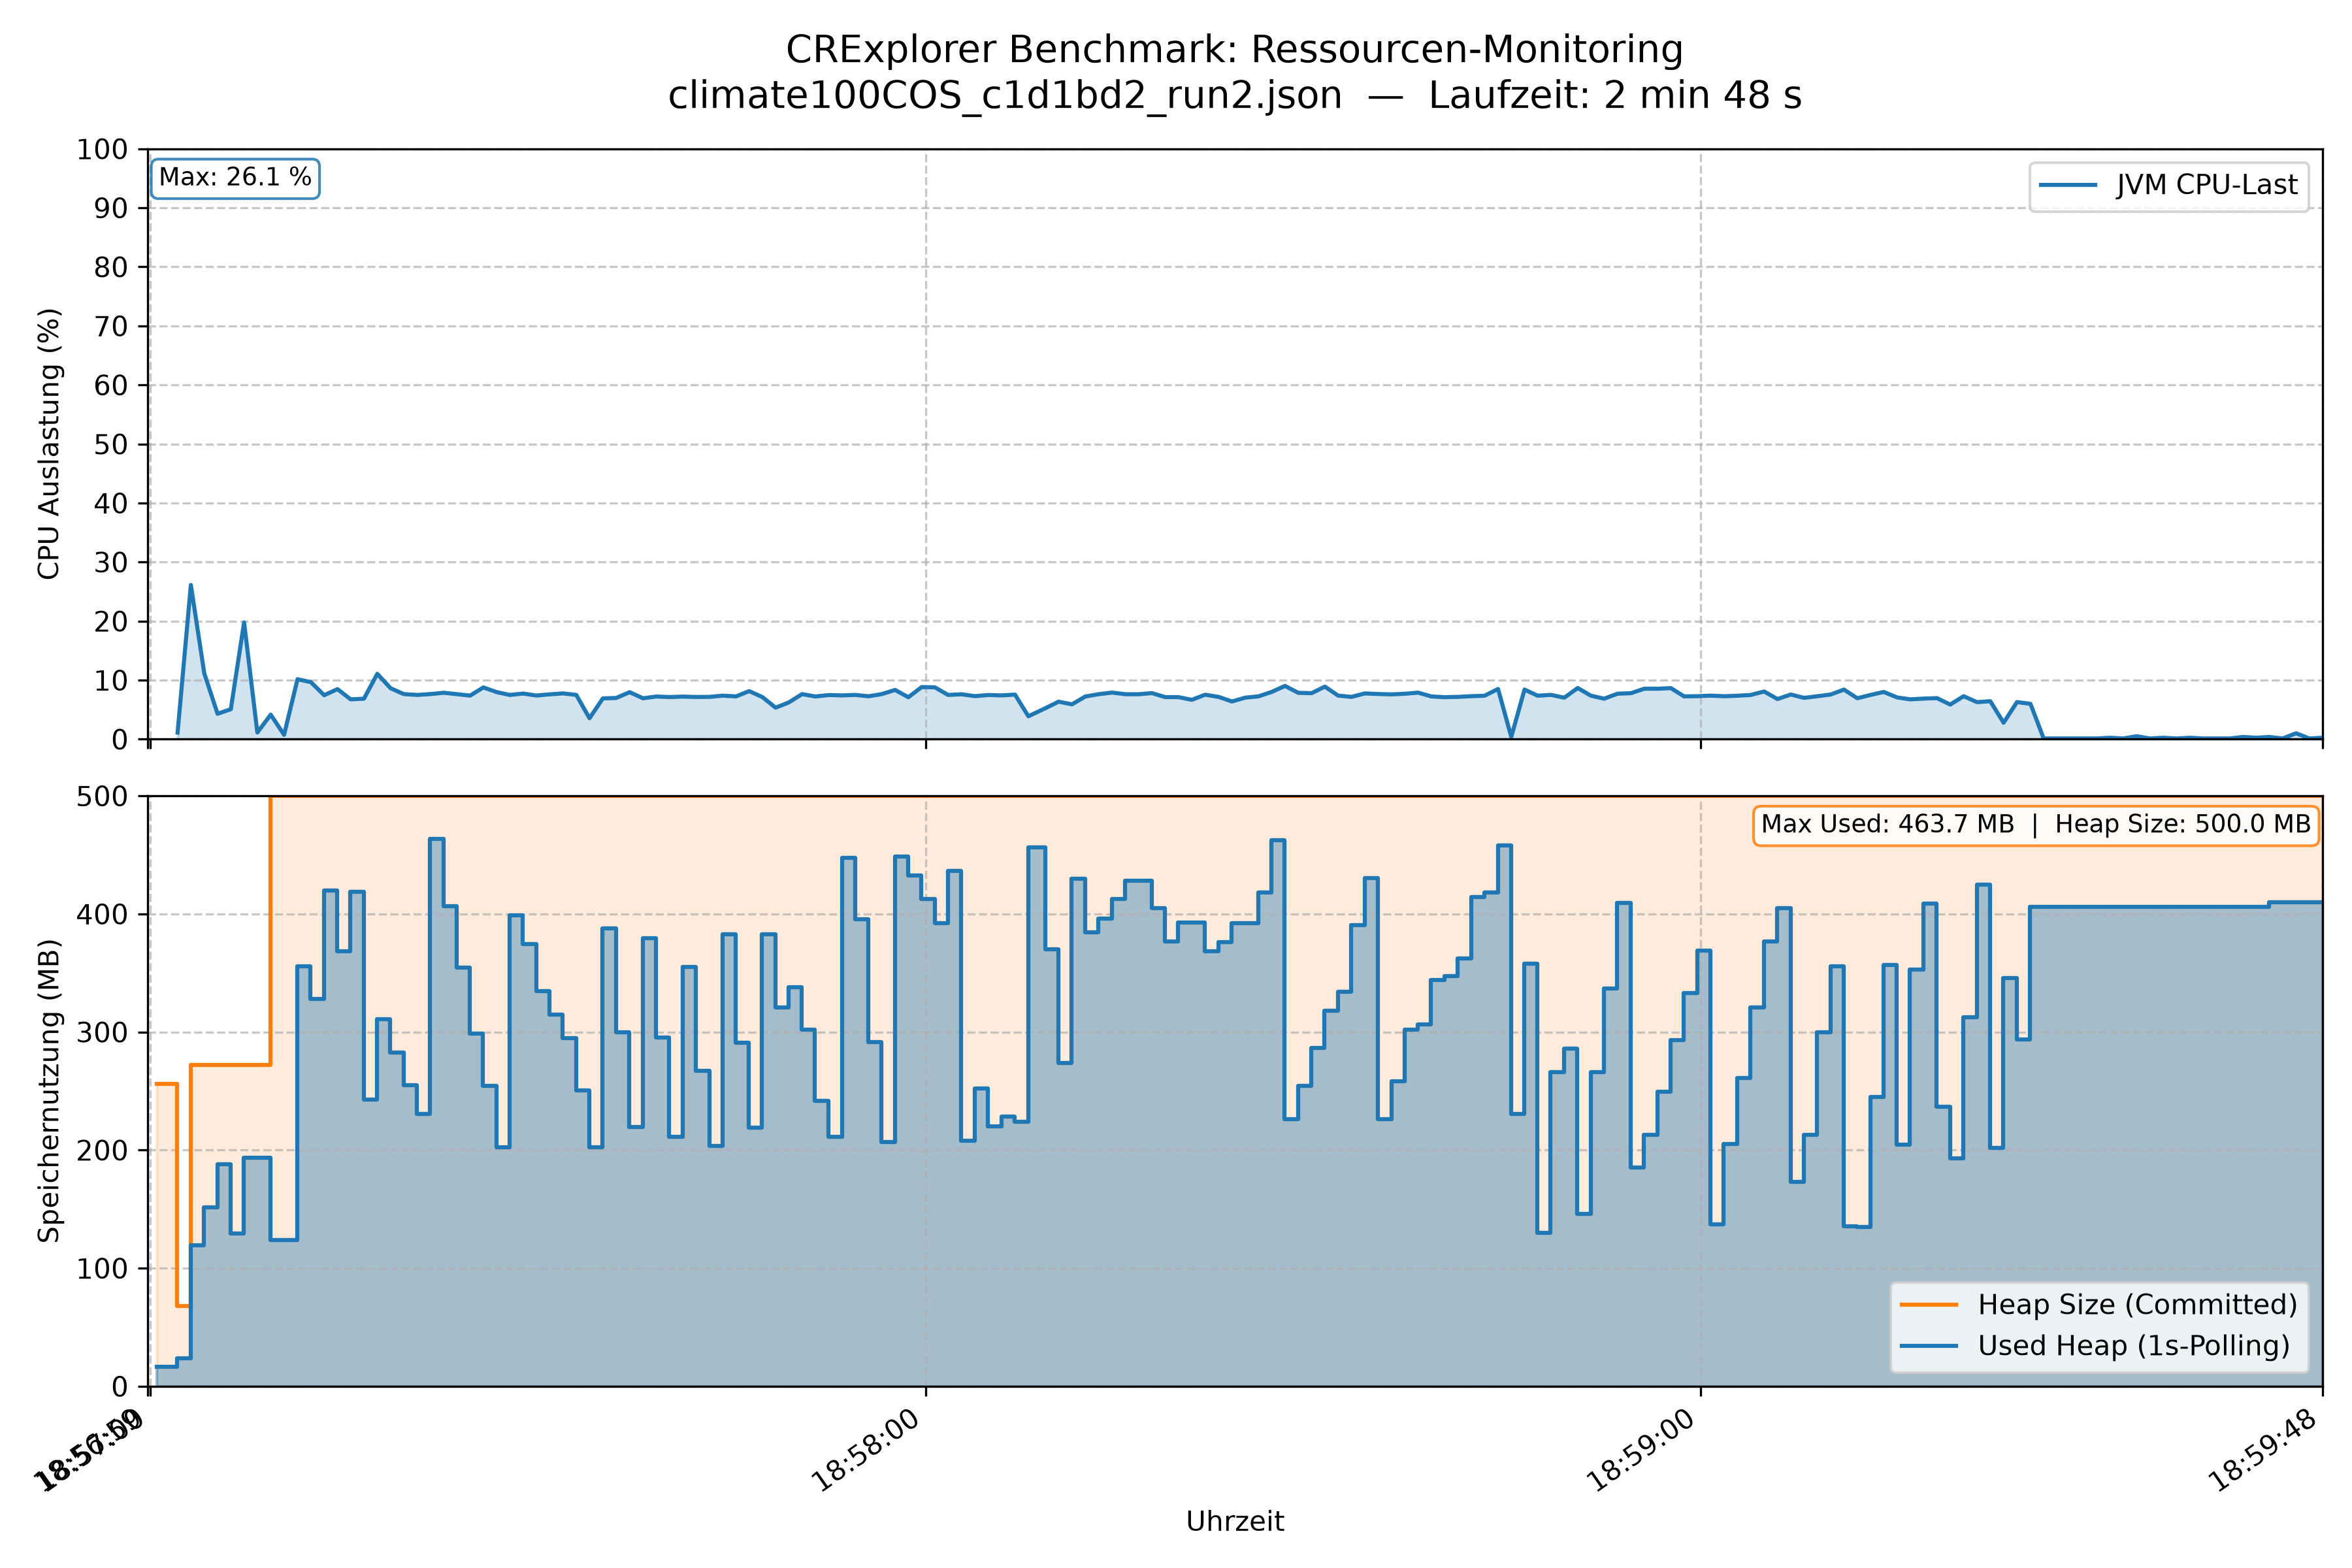 CRExplorer Benchmark: Ressourcen-Monitoring
climate100COS_c1d1bd2_run2.json — Laufzeit: 2 min 48 s
100
90
80
70
60
50
40
30
20
10
0
CPU Auslastung (%)
Max: 26.1 %
JVM CPU-Last
500
400
300
200
100
0
Speichernutzung (MB)
Max Used: 463.7 MB | Heap Size: 500.0 MB
Heap Size (Committed)
Used Heap (1s-Polling)
18:58:00
18:59:00
18:59:48
Uhrzeit